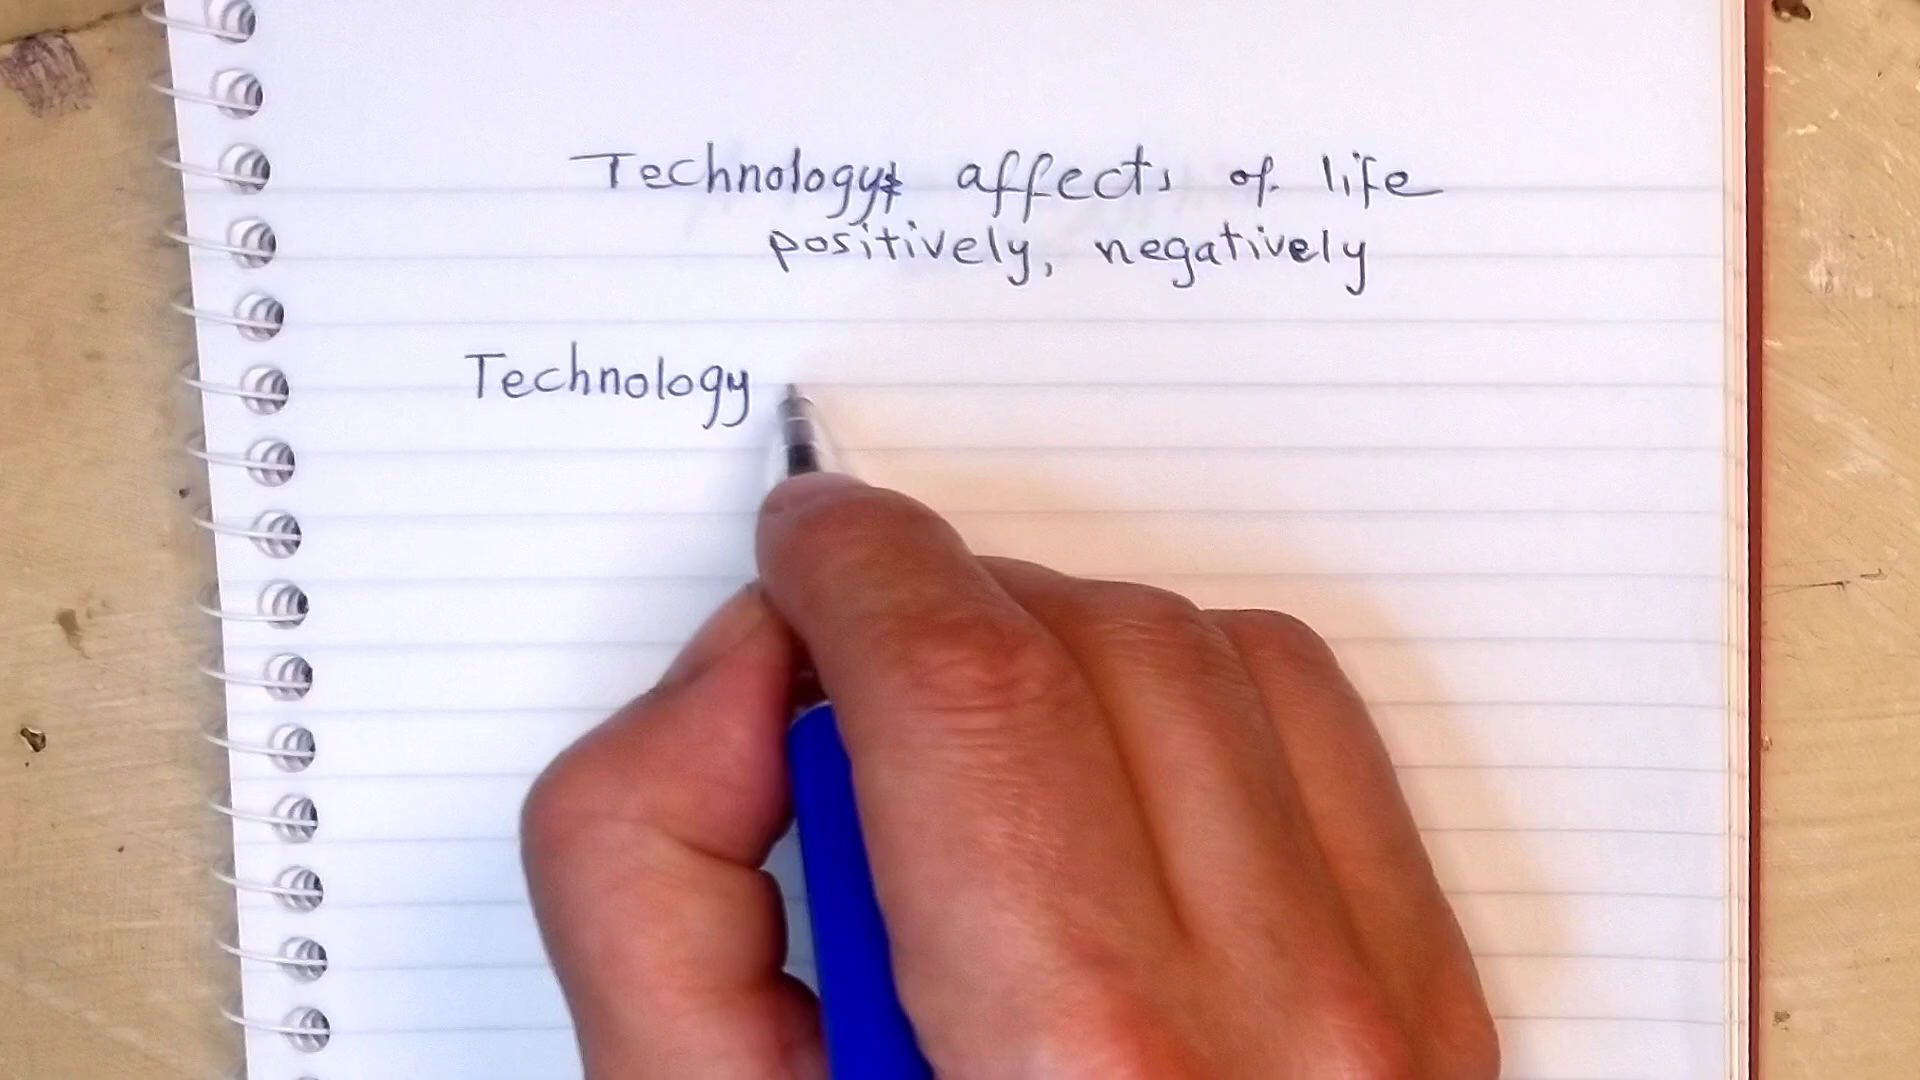 Technology affects of life
positively, negatively
Technology